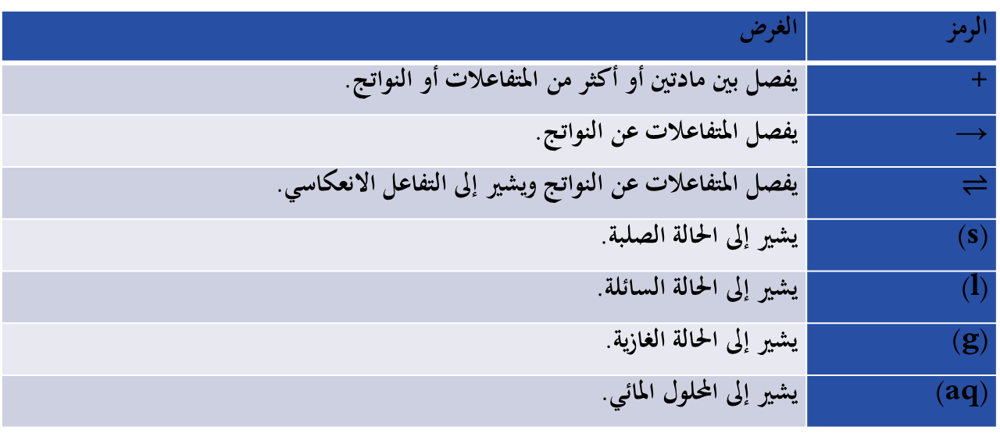 الرمز الغرض
+ يفصل بين مادتين أو أكثر من المتفاعلات أو النواتج.
→ يفصل المتفاعلات عن النواتج.
⇌ يفصل المتفاعلات عن النواتج ويشير إلى التفاعل الانعكاسي.
(s) يشير إلى الحالة الصلبة.
(l) يشير إلى الحالة السائلة.
(g) يشير إلى الحالة الغازية.
(aq) يشير إلى المحلول المائي.